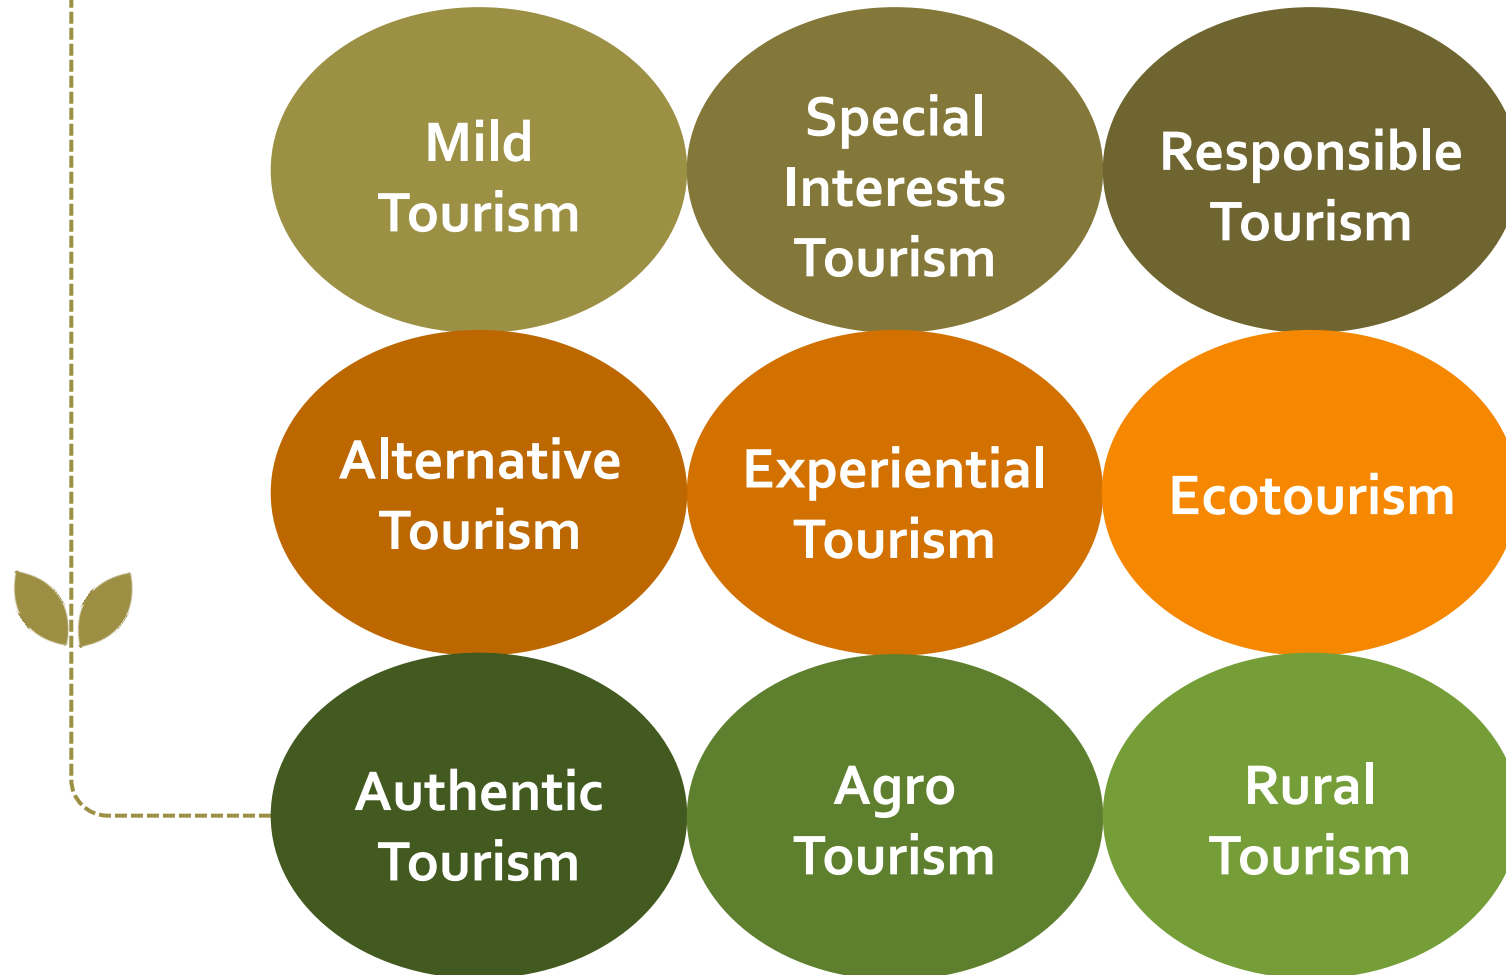 Mild
Tourism
Special
Interests
Tourism
Responsible
Tourism
Alternative
Tourism
Experiential
Tourism
Ecotourism
Authentic
Tourism
Agro
Tourism
Rural
Tourism